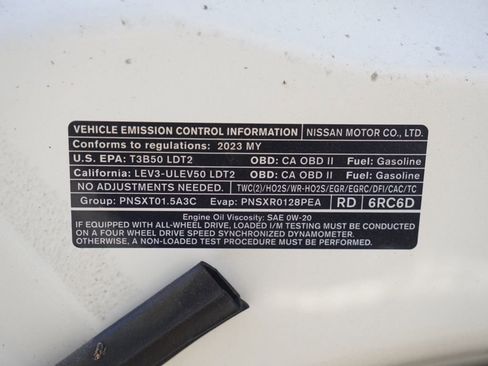 VEHICLE EMISSION CONTROL INFORMATION NISSAN MOTOR CO., LTD.
Conforms to regulations: 2023 MY
U.S. EPA: T3B50 LDT2 OBD: CA OBD II Fuel: Gasoline
California: LEV3-ULEV50 LDT2 OBD: CA OBD II Fuel: Gasoline
No adjustments needed. TWC(2)/HO2S/WR-HO2S/EGR/EGRC/DFI/CAC/TC
Group: PNSXT01.5A3C Evap: PNSXR0128PEA RD 6RC6D
Engine Oil Viscosity: SAE 0W-20
IF EQUIPPED WITH ALL-WHEEL DRIVE, LOADED I/M TESTING MUST BE CONDUCTED
ON A FOUR WHEEL DRIVE SPEED SYNCHRONIZED DYNAMOMETER.
OTHERWISE, A NON-LOADED TEST PROCEDURE MUST BE PERFORMED.